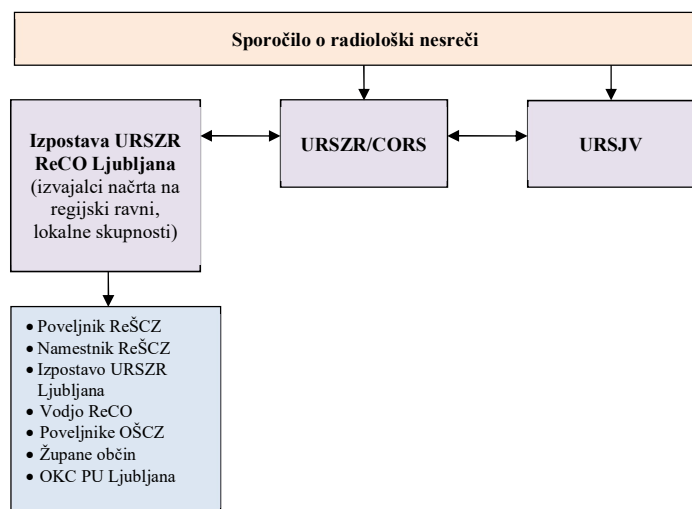 Sporočilo o radiološki nesreči
Izpostava URSZR
ReCO Ljubljana
(izvajalci načrta na
regijski ravni,
lokalne skupnosti)
URSZR/CORS
URSJV
• Poveljnik ReŠCZ
• Namestnik ReŠCZ
• Izpostavo URSZR
Ljubljana
• Vodjo ReCO
• Poveljnike OŠCZ
• Župane občin
• OKC PU Ljubljana